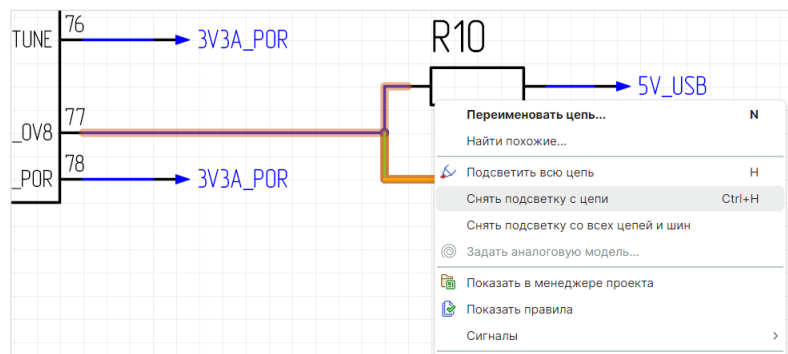 76
TUNE
3V3A_POR
R10
5V_USB
77
_0V8
78
_POR
3V3A_POR
Переименовать цепь... N
Найти похожие...
Подсветить всю цепь H
Снять подсветку с цепи Ctrl+H
Снять подсветку со всех цепей и шин
Задать аналоговую модель...
Показать в менеджере проекта
Показать правила
Сигналы